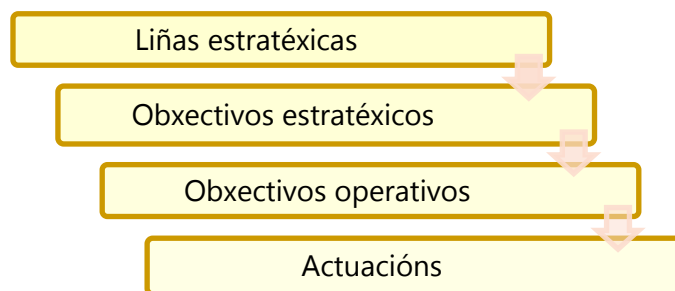 Liñas estratéxicas
Obxectivos estratéxicos
Obxectivos operativos
Actuacións